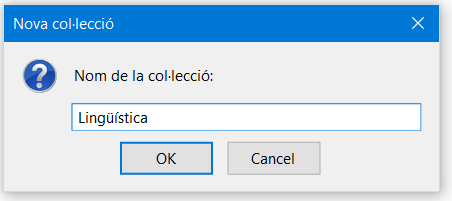 Nova col·lecció
Nom de la col·lecció:
Lingüística
OK
Cancel